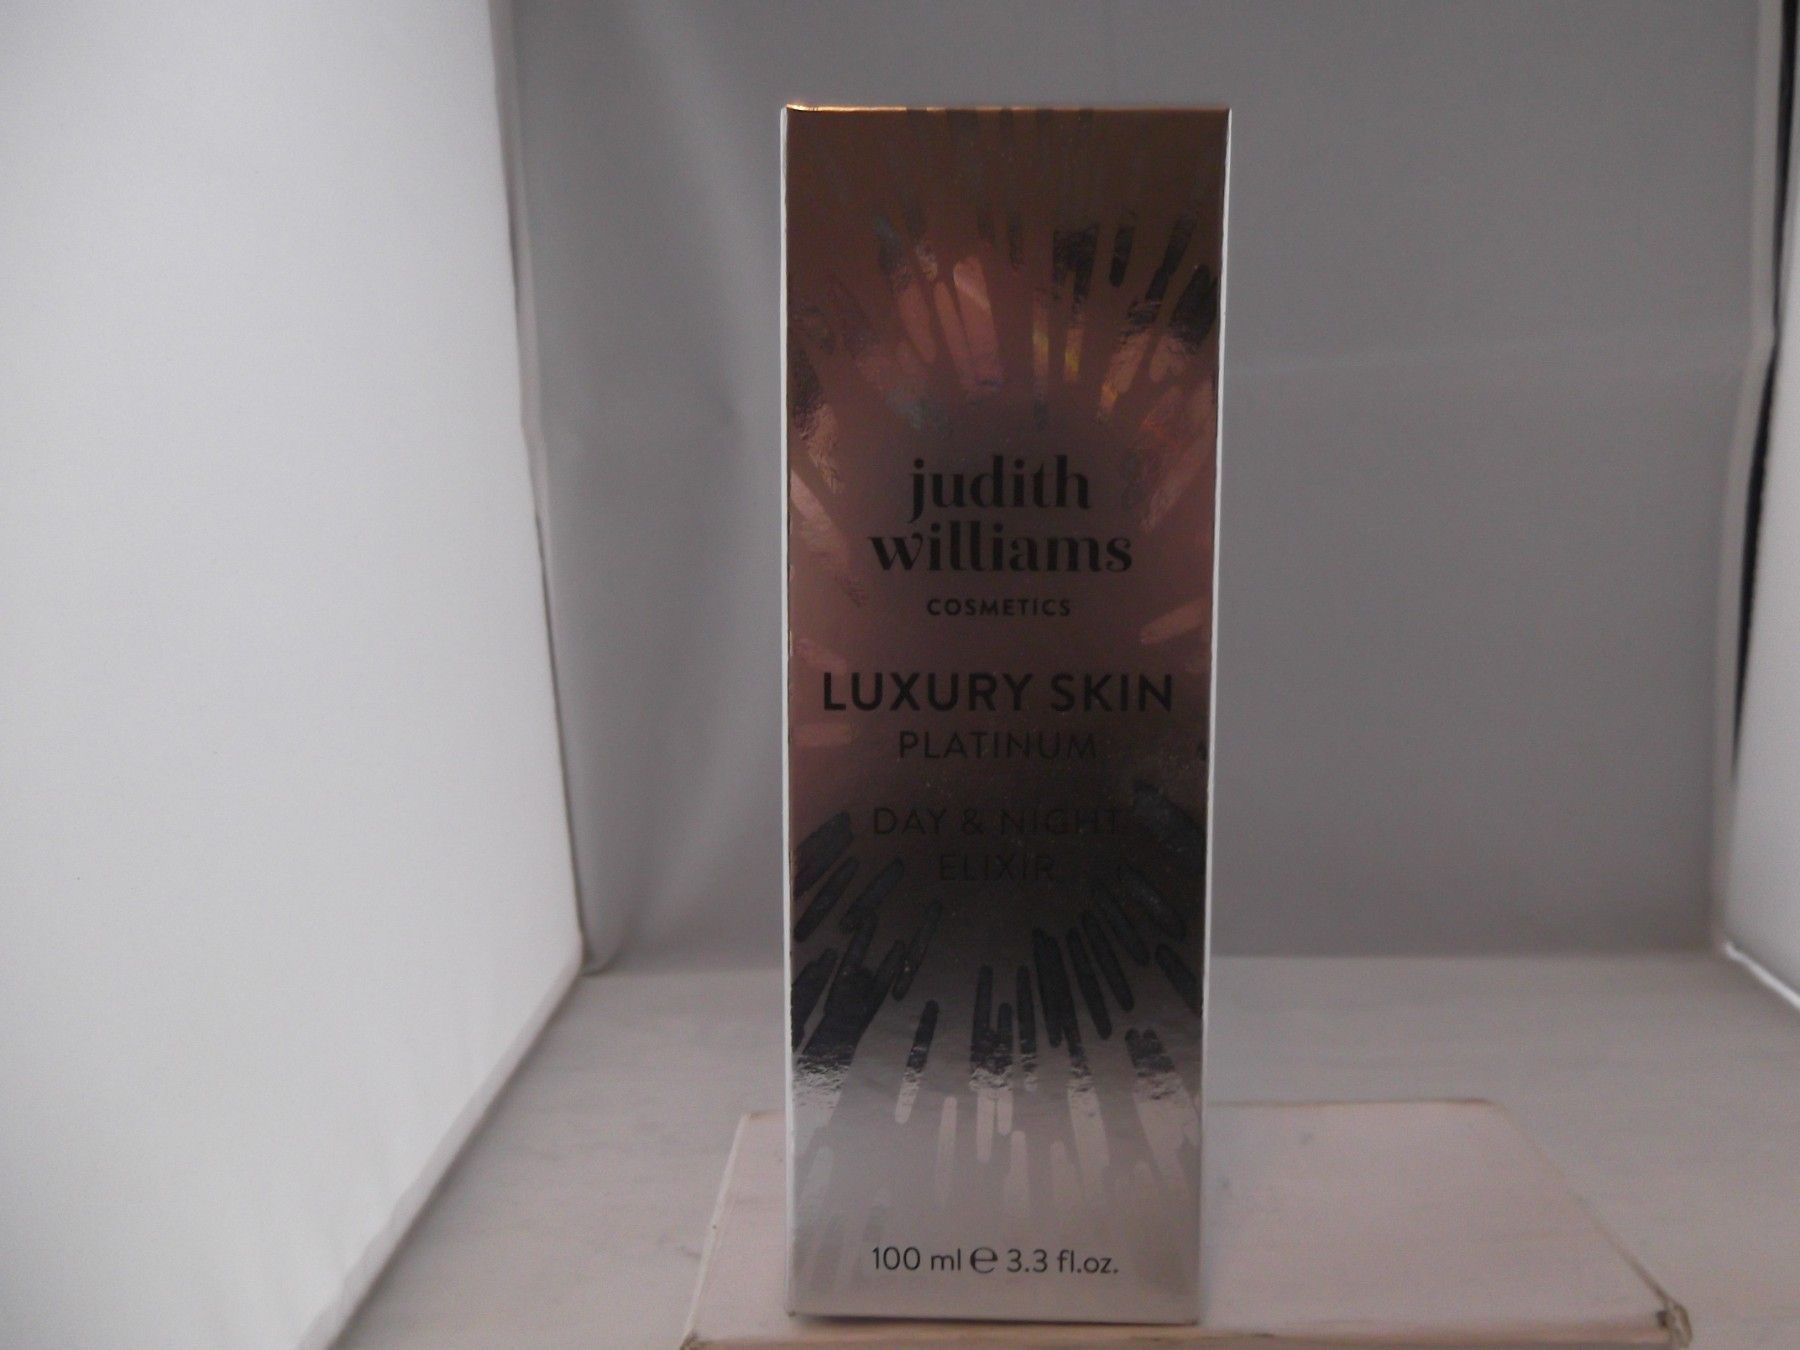 judith
williams
COSMETICS
LUXURY SKIN
PLATINUM
DAY & NIGHT
ELIXIR
100 ml ℮ 3.3 fl.oz.